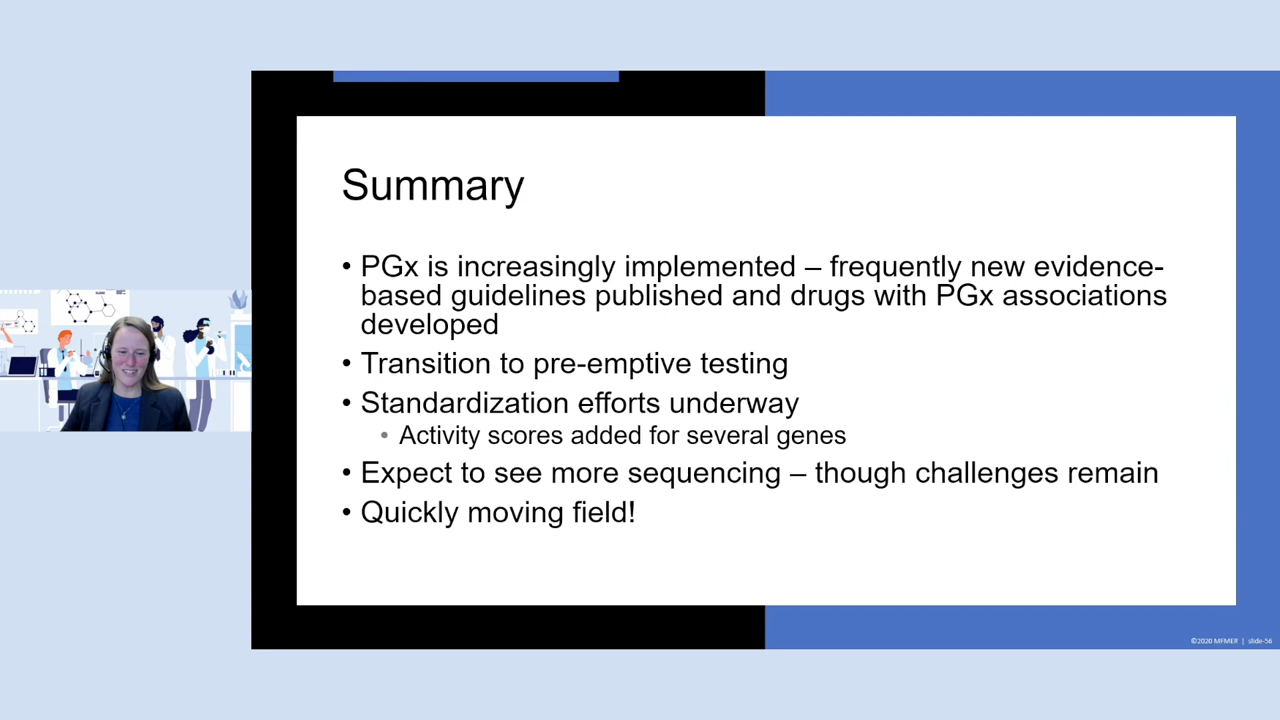 Summary
• PGx is increasingly implemented – frequently new evidence-
based guidelines published and drugs with PGx associations
developed
• Transition to pre-emptive testing
• Standardization efforts underway
• Activity scores added for several genes
• Expect to see more sequencing – though challenges remain
• Quickly moving field!
©2020 MFMER | slide-56